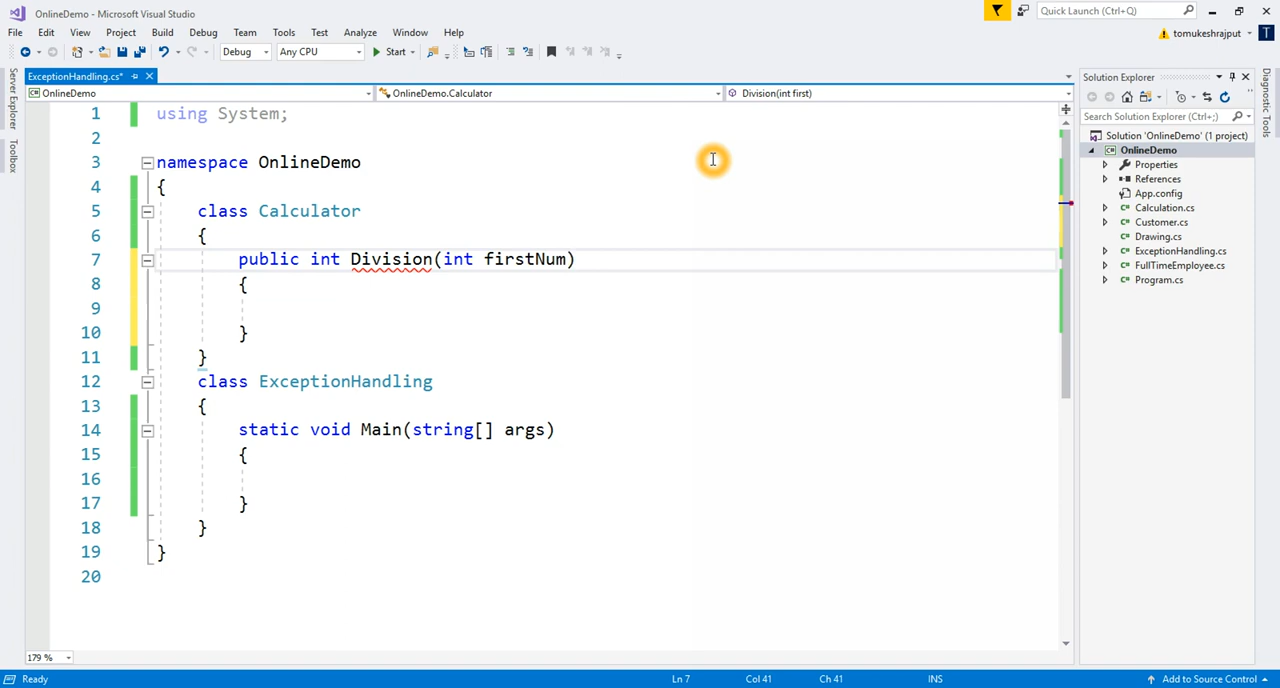 OnlineDemo - Microsoft Visual Studio
Quick Launch (Ctrl+Q)
File Edit View Project Build Debug Team Tools Test Analyze Window Help
tomukeshrajput
T
Debug Any CPU Start
ExceptionHandling.cs*
OnlineDemo
OnlineDemo.Calculator
Division(int first)
Server Explorer
Toolbox
1 using System;
2
3 namespace OnlineDemo
4 {
5 class Calculator
6 {
7 public int Division(int firstNum)
8 {
9
10 }
11 }
12 class ExceptionHandling
13 {
14 static void Main(string[] args)
15 {
16
17 }
18 }
19 }
20
179 %
Solution Explorer
Search Solution Explorer (Ctrl+;)
Solution 'OnlineDemo' (1 project)
OnlineDemo
Properties
References
App.config
Calculation.cs
Customer.cs
Drawing.cs
ExceptionHandling.cs
FullTimeEmployee.cs
Program.cs
Diagnostic Tools
Ready
Ln 7
Col 41
Ch 41
INS
Add to Source Control